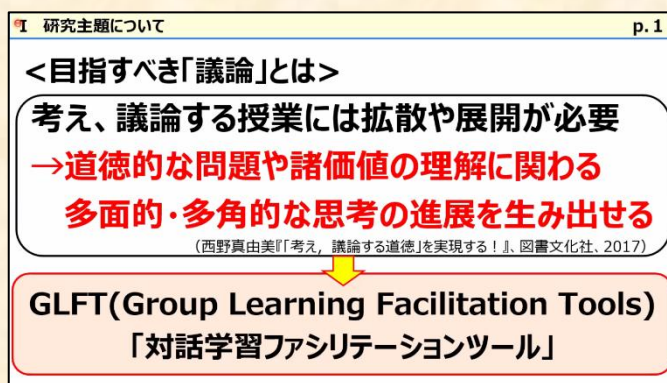 I 研究主題について
p.1
<目指すべき「議論」とは>
考え、議論する授業には拡散や展開が必要
→道徳的な問題や諸価値の理解に関わる
多面的・多角的な思考の進展を生み出せる
(西野真由美『「考え,議論する道徳」を実現する!』、図書文化社、2017)
GLFT(Group Learning Facilitation Tools)
「対話学習ファシリテーションツール」